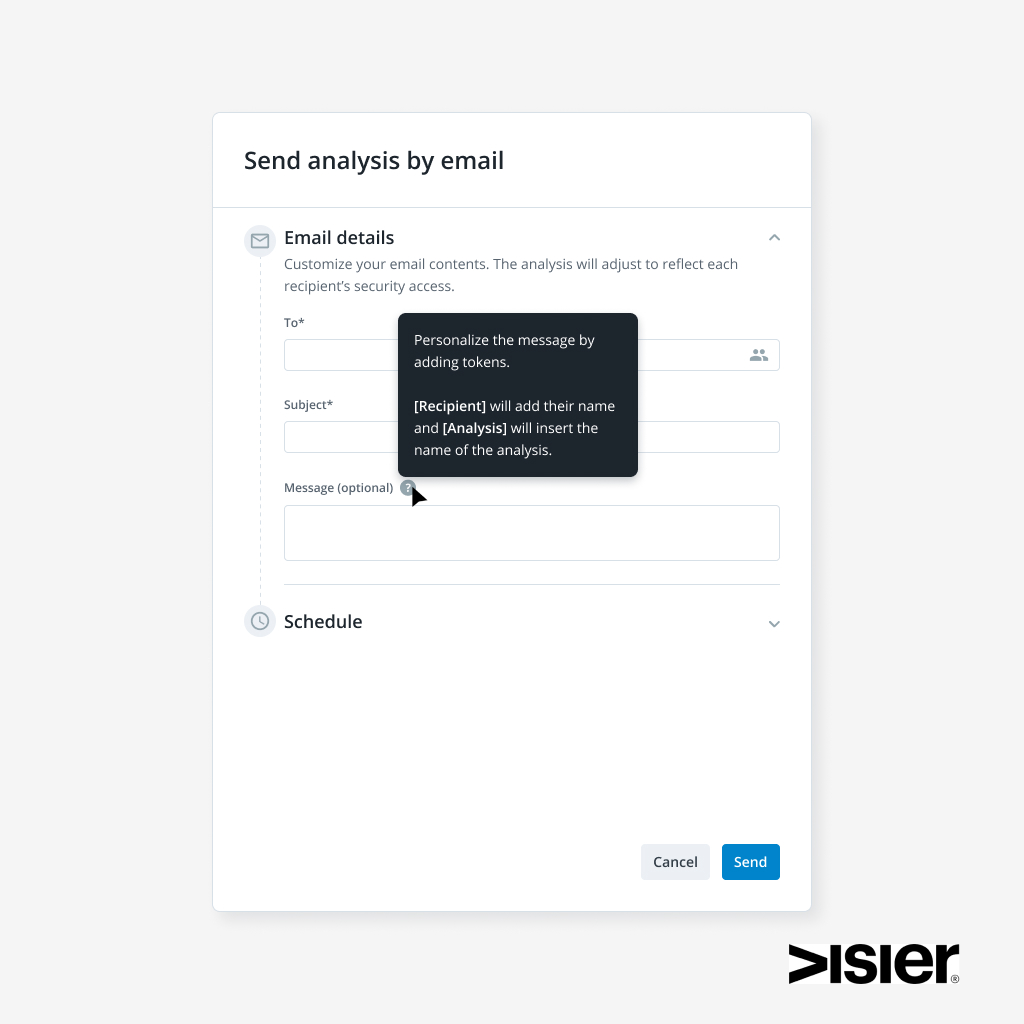 Send analysis by email
Email details
Customize your email contents. The analysis will adjust to reflect each
recipient’s security access.
To*
Personalize the message by
adding tokens.
[Recipient] will add their name
and [Analysis] will insert the
name of the analysis.
Subject*
Message (optional) ?
Schedule
Cancel Send
VISIER®